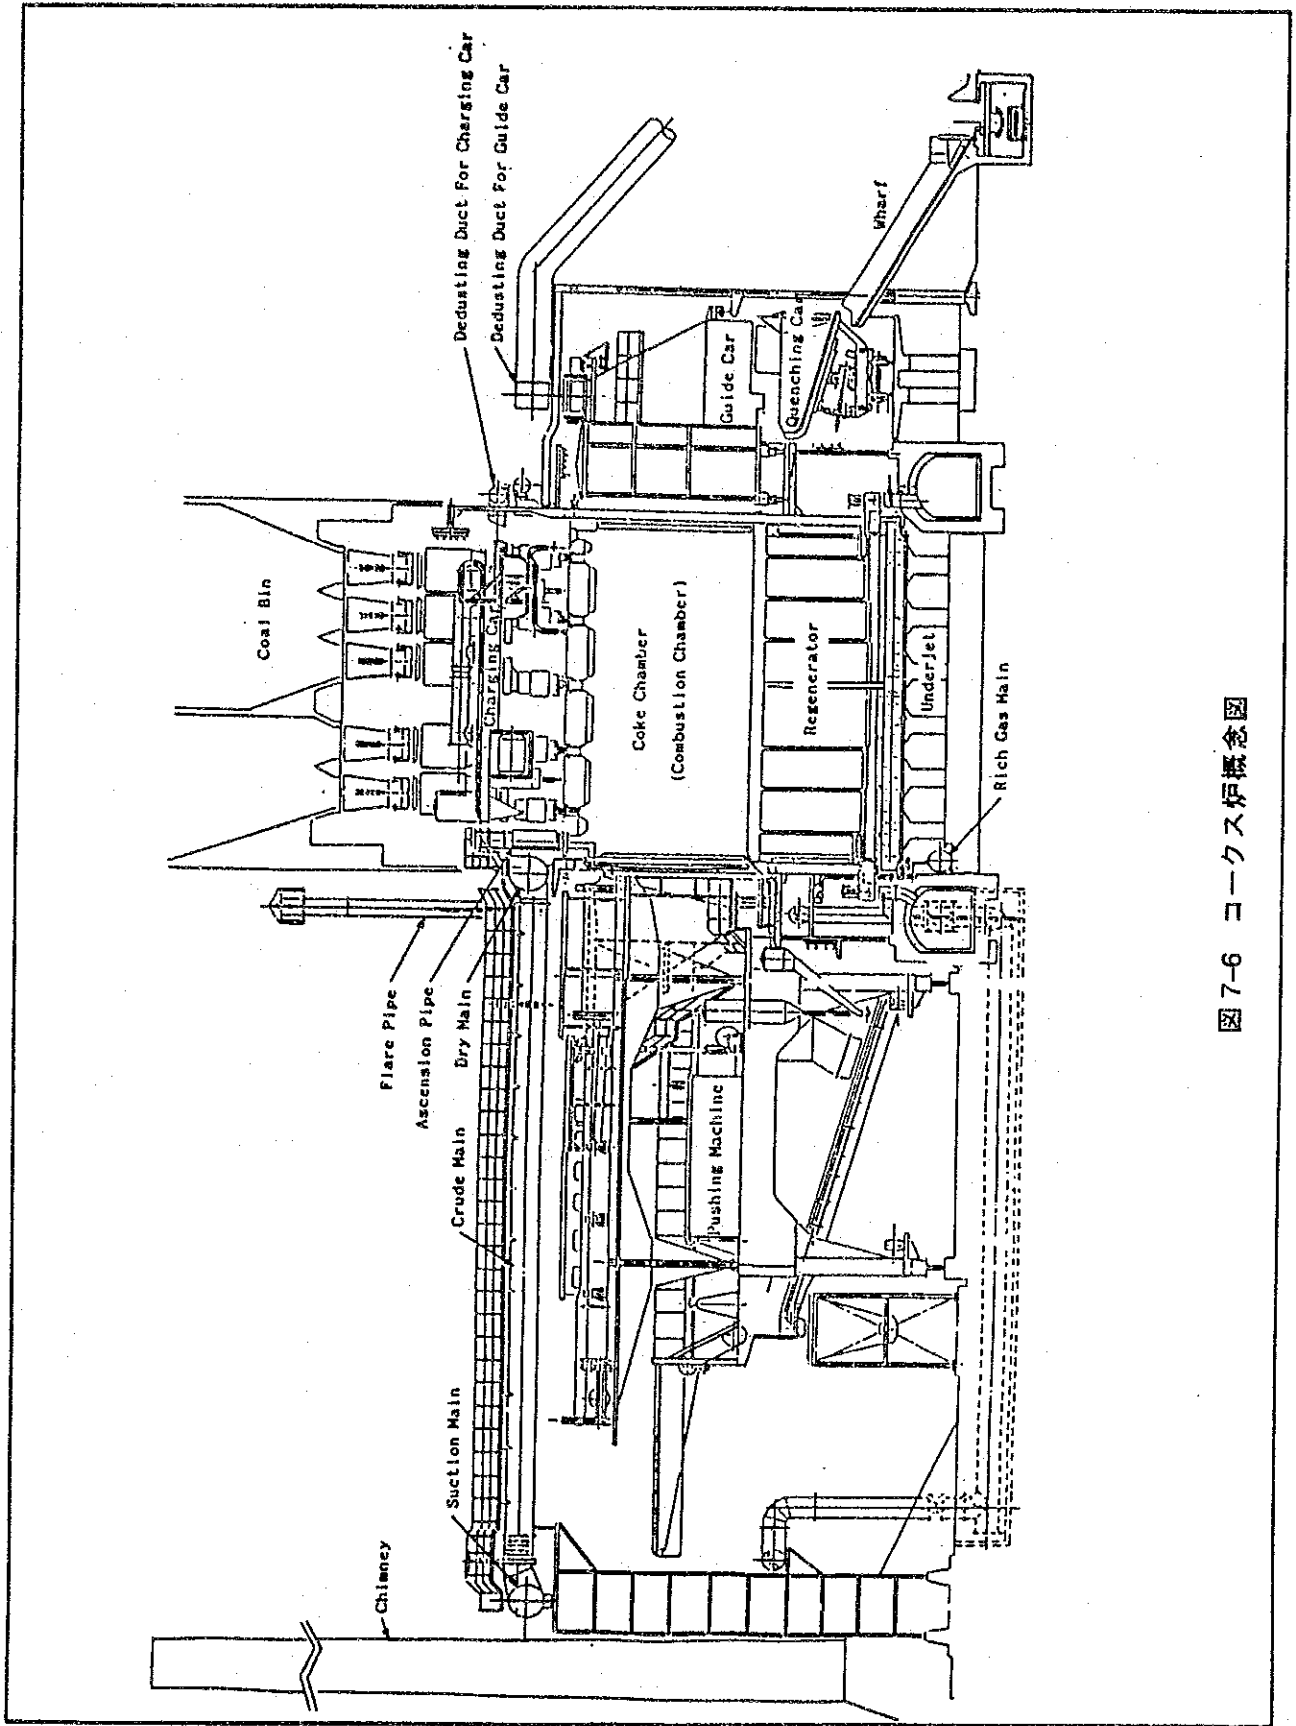 Chimney
Suction Main
Crude Main
Dry Main
Ascension Pipe
Flare Pipe
Coal Bin
Charging Car
Dedusting Duct For Charging Car
Dedusting Duct For Guide Car
Coke Chamber
(Combustion Chamber)
Regenerator
Underjet
Rich Gas Main
Pushing Machine
Guide Car
Quenching Car
Wharf
図7-6 コークス炉概念図